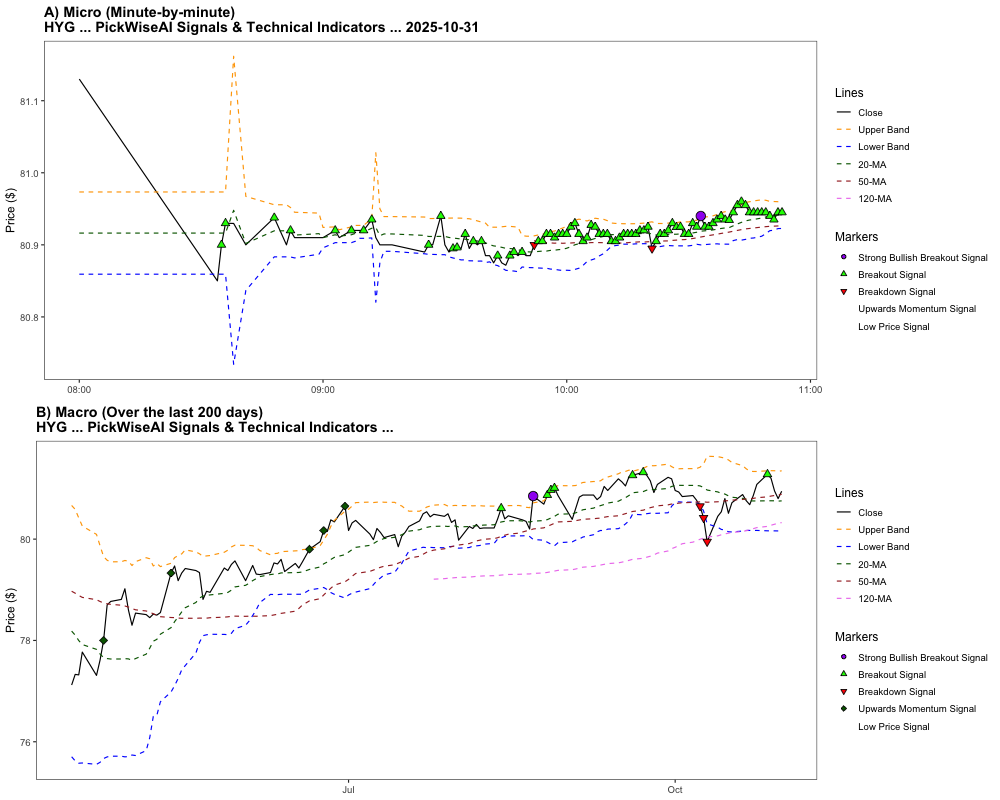 A) Micro (Minute-by-minute)
HYG ... PickWiseAI Signals & Technical Indicators ... 2025-10-31
Price ($)
81.1
81.0
80.9
80.8
08:00
09:00
10:00
11:00
Lines
Close
Upper Band
Lower Band
20-MA
50-MA
120-MA
Markers
Strong Bullish Breakout Signal
Breakout Signal
Breakdown Signal
Upwards Momentum Signal
Low Price Signal
B) Macro (Over the last 200 days)
HYG ... PickWiseAI Signals & Technical Indicators ...
Price ($)
80
78
76
Jul
Oct
Lines
Close
Upper Band
Lower Band
20-MA
50-MA
120-MA
Markers
Strong Bullish Breakout Signal
Breakout Signal
Breakdown Signal
Upwards Momentum Signal
Low Price Signal